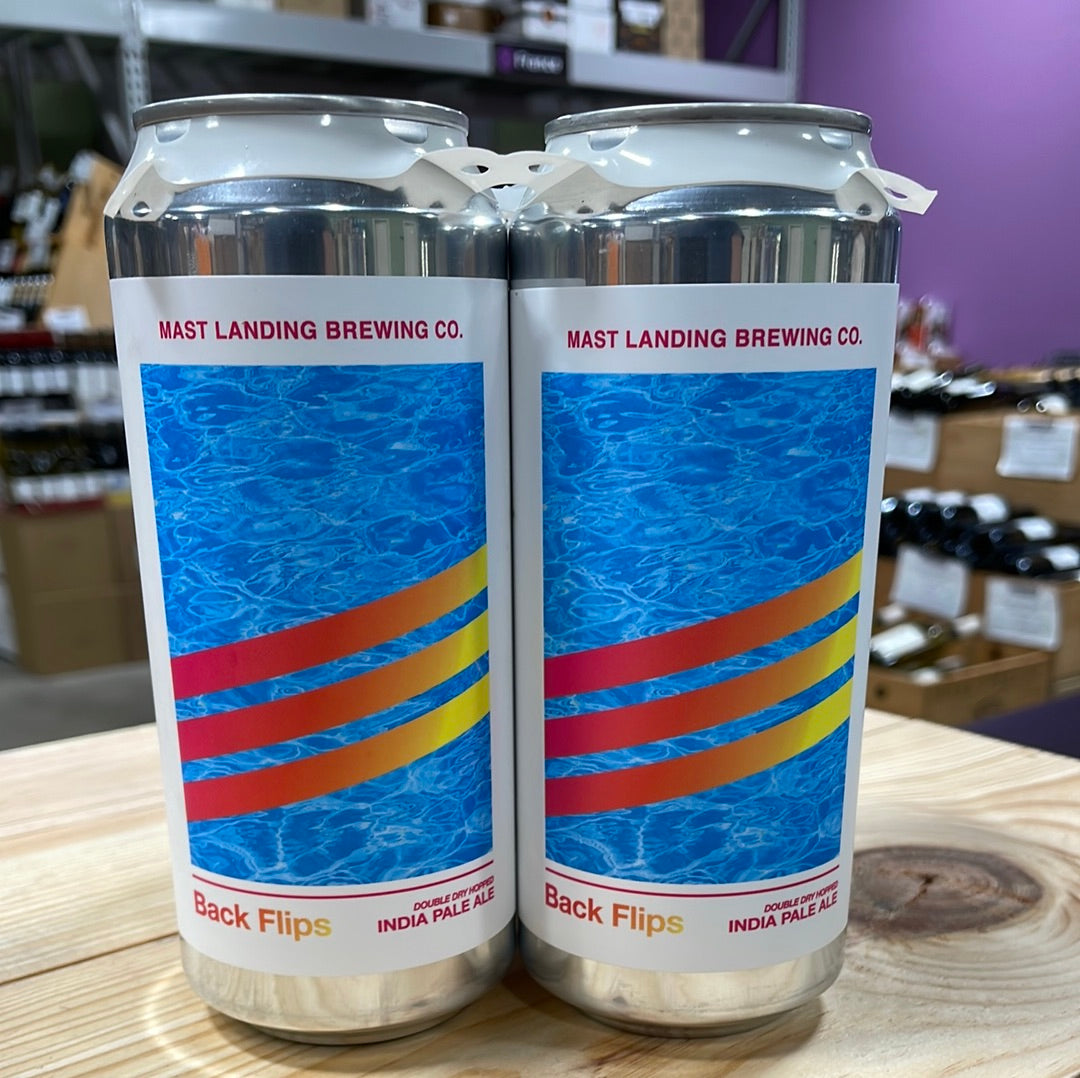 MAST LANDING BREWING CO.
Back Flips
DOUBLE DRY HOPPED
INDIA PALE ALE
MAST LANDING BREWING CO.
Back Flips
DOUBLE DRY HOPPED
INDIA PALE ALE